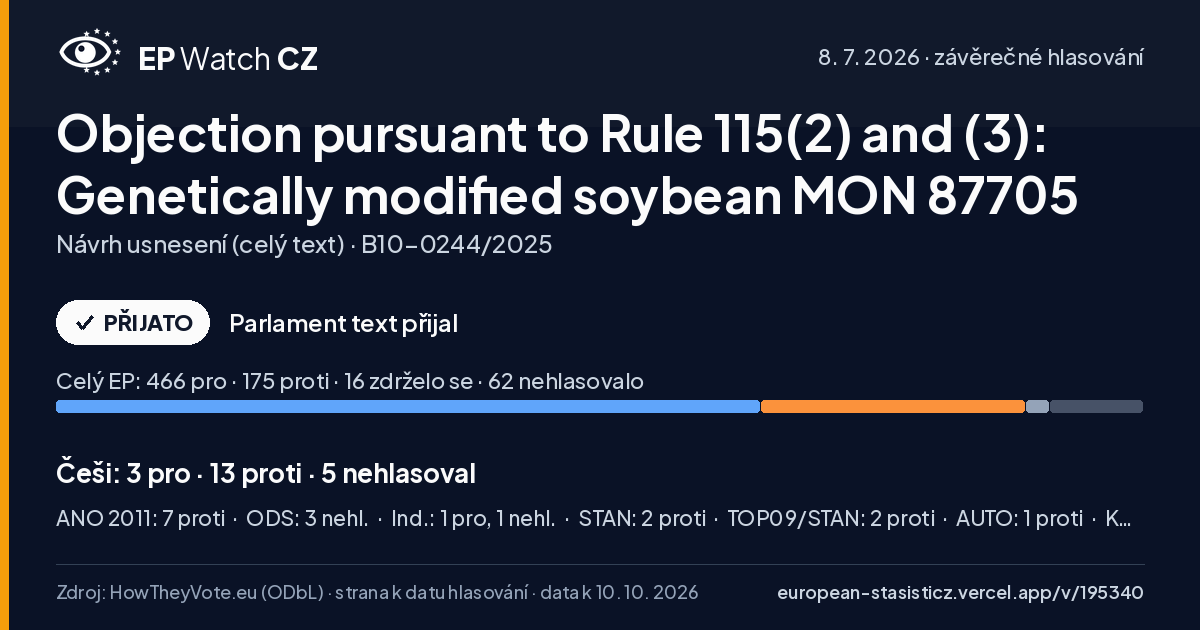 EP Watch CZ
8. 7. 2026 · závěrečné hlasování
Objection pursuant to Rule 115(2) and (3):
Genetically modified soybean MON 87705
Návrh usnesení (celý text) · B10–0244/2025
✓ PŘIJATO
Parlament text přijal
Celý EP: 466 pro · 175 proti · 16 zdrželo se · 62 nehlasovalo
Češi: 3 pro · 13 proti · 5 nehlasoval
ANO 2011: 7 proti · ODS: 3 nehl. · Ind.: 1 pro, 1 nehl. · STAN: 2 proti · TOP09/STAN: 2 proti · AUTO: 1 proti · K…
Zdroj: HowTheyVote.eu (ODbL) · strana k datu hlasování · data k 10. 10. 2026
european-stasisticz.vercel.app/v/195340